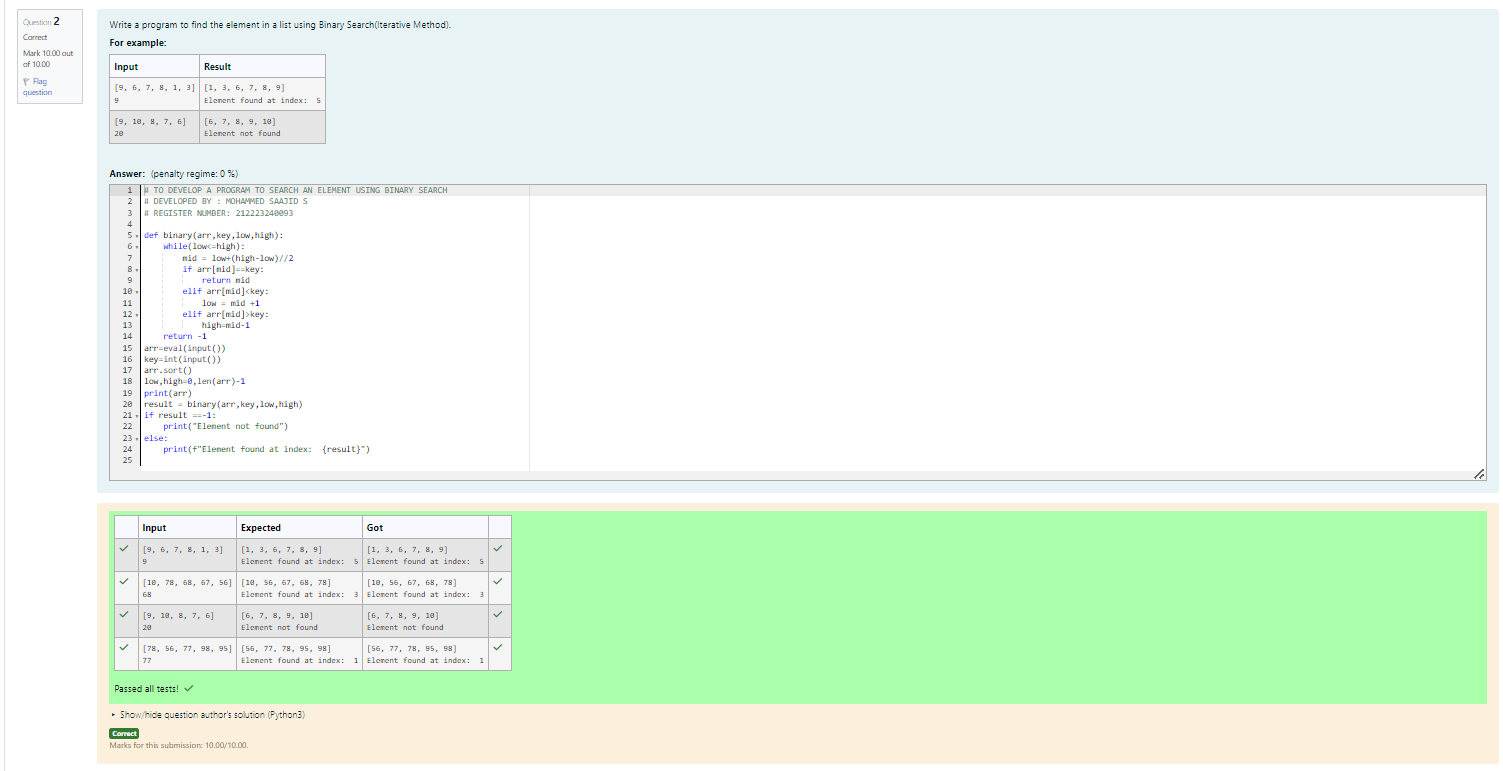 Question 2
Correct
Mark 10.00 out
of 10.00
Flag
question
Write a program to find the element in a list using Binary Search(Iterative Method).
For example:
Input Result
[9, 6, 7, 8, 1, 3] [1, 3, 6, 7, 8, 9]
9 Element found at index:  5
[9, 10, 8, 7, 6] [6, 7, 8, 9, 10]
20 Element not found
Answer: (penalty regime: 0 %)
1 # TO DEVELOP A PROGRAM TO SEARCH AN ELEMENT USING BINARY SEARCH
2 # DEVELOPED BY : MOHAMMED SAAJID S
3 # REGISTER NUMBER: 212223240093
4
5 def binary(arr,key,low,high):
6     while(low<=high):
7         mid = low+(high-low)//2
8         if arr[mid]==key:
9             return mid
10         elif arr[mid]<key:
11             low = mid +1
12         elif arr[mid]>key:
13             high=mid-1
14     return -1
15 arr=eval(input())
16 key=int(input())
17 arr.sort()
18 low,high=0,len(arr)-1
19 print(arr)
20 result = binary(arr,key,low,high)
21 if result ==-1:
22     print("Element not found")
23 else:
24     print(f"Element found at index:  {result}")
25
Input Expected Got
[9, 6, 7, 8, 1, 3] [1, 3, 6, 7, 8, 9] [1, 3, 6, 7, 8, 9]
9 Element found at index:  5 Element found at index:  5
[10, 78, 68, 67, 56] [10, 56, 67, 68, 78] [10, 56, 67, 68, 78]
68 Element found at index:  3 Element found at index:  3
[9, 10, 8, 7, 6] [6, 7, 8, 9, 10] [6, 7, 8, 9, 10]
20 Element not found Element not found
[78, 56, 77, 98, 95] [56, 77, 78, 95, 98] [56, 77, 78, 95, 98]
77 Element found at index:  1 Element found at index:  1
Passed all tests!
Show/hide question author's solution (Python3)
Correct
Marks for this submission: 10.00/10.00.